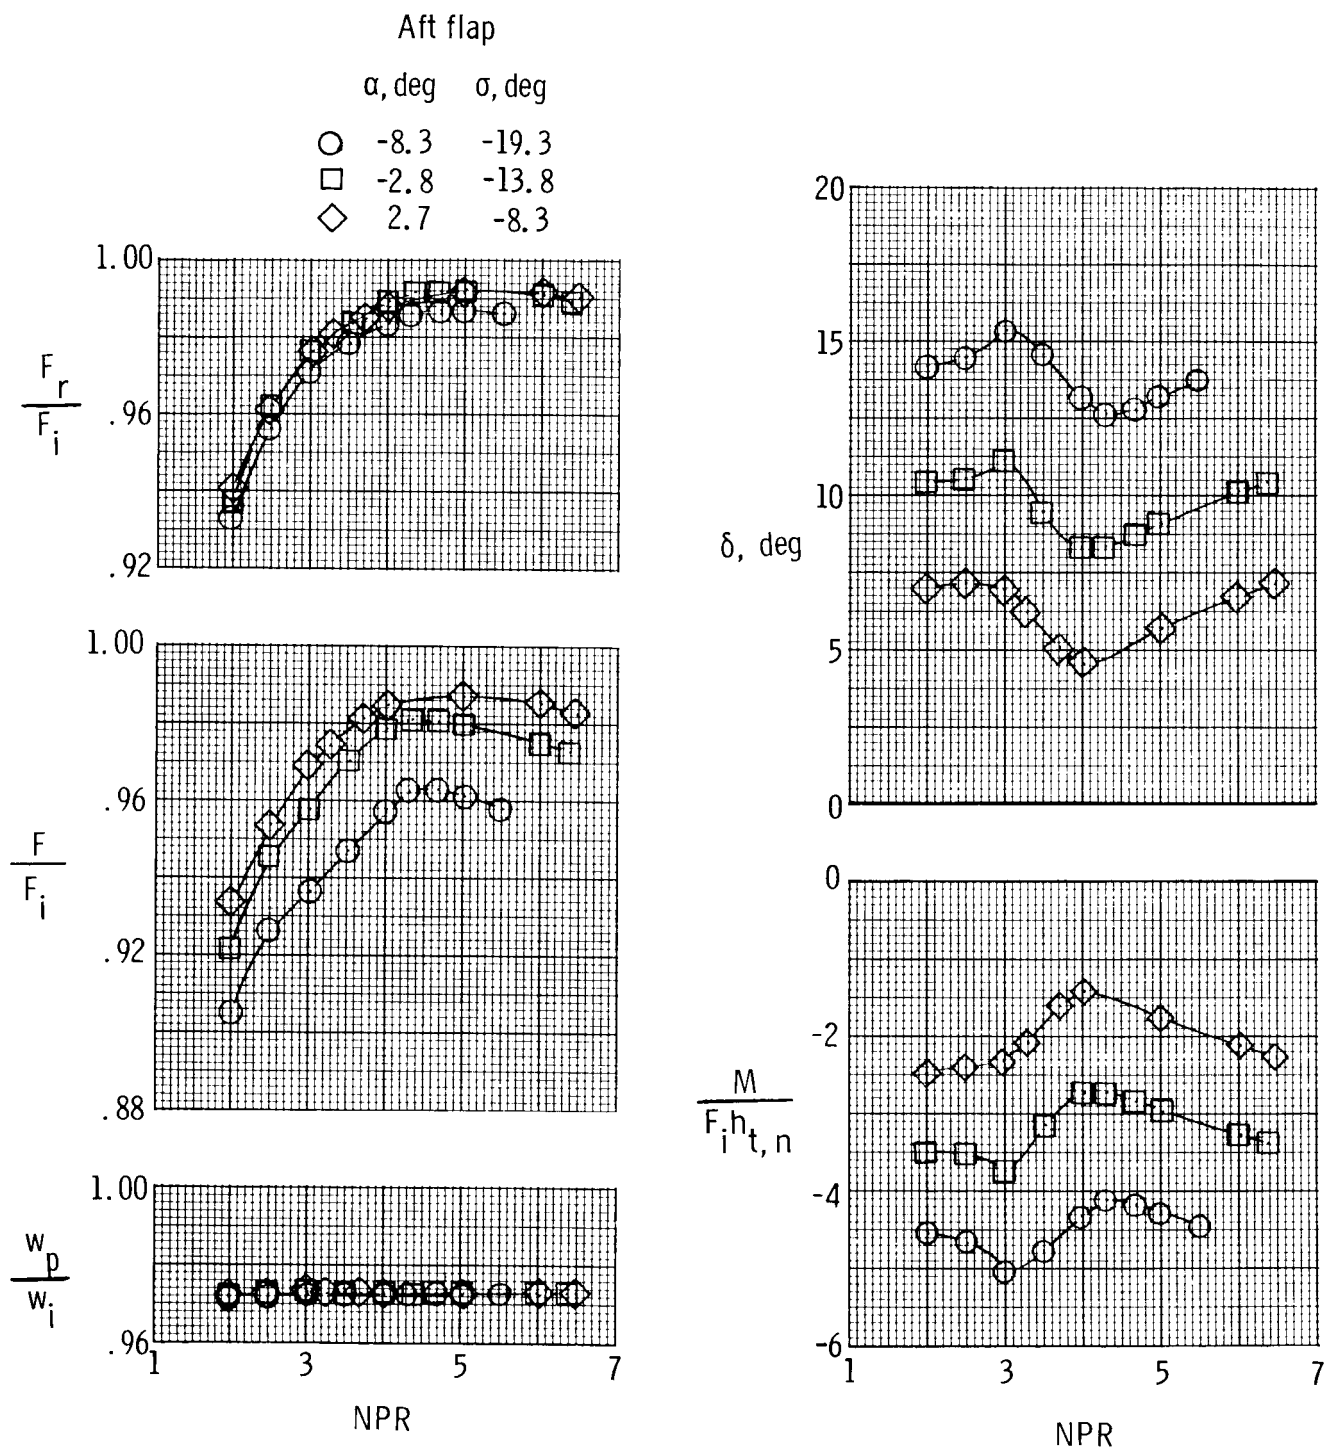 Aft flap
α, deg σ, deg
-8.3 -19.3
-2.8 -13.8
2.7 -8.3
1.00
.96
.92
F_r
F_i
1.00
.96
.92
.88
F
F_i
1.00
.96
w_p
w_i
1 3 5 7
NPR
20
15
10
5
0
δ, deg
0
-2
-4
-6
M
F_i h_t,n
1 3 5 7
NPR